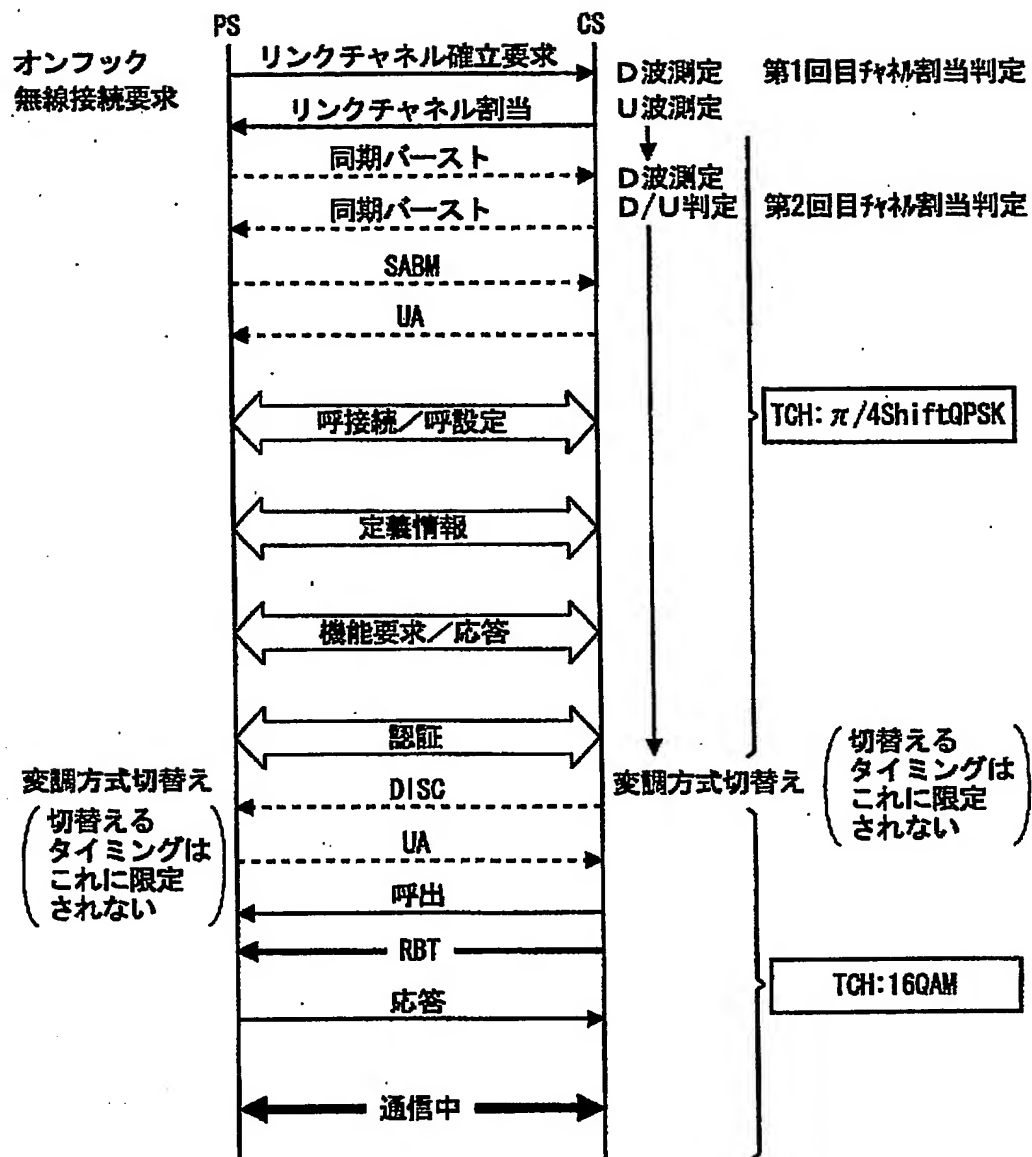 PS CS
オンフック
無線接続要求
リンクチャネル確立要求
D波測定 第1回目チャネル割当判定
U波測定
リンクチャネル割当
同期バースト
D波測定
D/U判定 第2回目チャネル割当判定
同期バースト
SABM
UA
呼接続／呼設定
TCH:π/4ShiftQPSK
定義情報
機能要求／応答
認証
変調方式切替え
切替える
タイミングは
これに限定
されない
DISC
変調方式切替え
切替える
タイミングは
これに限定
されない
UA
呼出
RBT
TCH:16QAM
応答
通信中